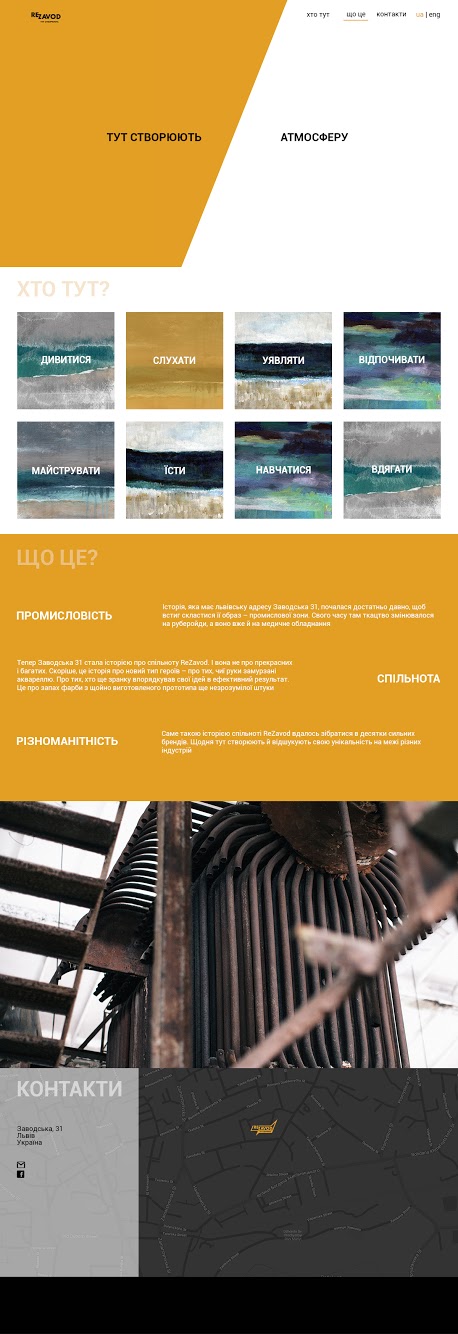 REZAVOD
хто тут
що це
контакти
ua | eng
ТУТ СТВОРЮЮТЬ
АТМОСФЕРУ
ХТО ТУТ?
ДИВИТИСЯ
СЛУХАТИ
УЯВЛЯТИ
ВІДПОЧИВАТИ
МАЙСТРУВАТИ
ЇСТИ
НАВЧАТИСЯ
ВДЯГАТИ
ЩО ЦЕ?
ПРОМИСЛОВІСТЬ
Історія, яка має львівську адресу Заводська 31, почалася достатньо давно, щоб
встиг скластися її образ – промислової зони. Свого часу там ткацтво змінювалося
на руберойди, а воно вже й на медичне обладнання
Тепер Заводська 31 стала історією про спільноту ReZavod. І вона не про прекрасних
і багатих. Скоріше, це історія про новий тип героїв – про тих, чиї руки замурзані
аквареллю. Про тих, хто ще зранку впорядкував свої ідей в ефективний результат.
Це про запах фарби з щойно виготовленого прототипа ще незрозумілої штуки
СПІЛЬНОТА
РІЗНОМАНІТНІСТЬ
Саме такою історією спільноті ReZavod вдалось зібратися в десятки сильних
брендів. Щодня тут створюють й відшукують свою унікальність на межі різних
індустрій
КОНТАКТИ
Заводська, 31
Львів
Україна
REZAVOD